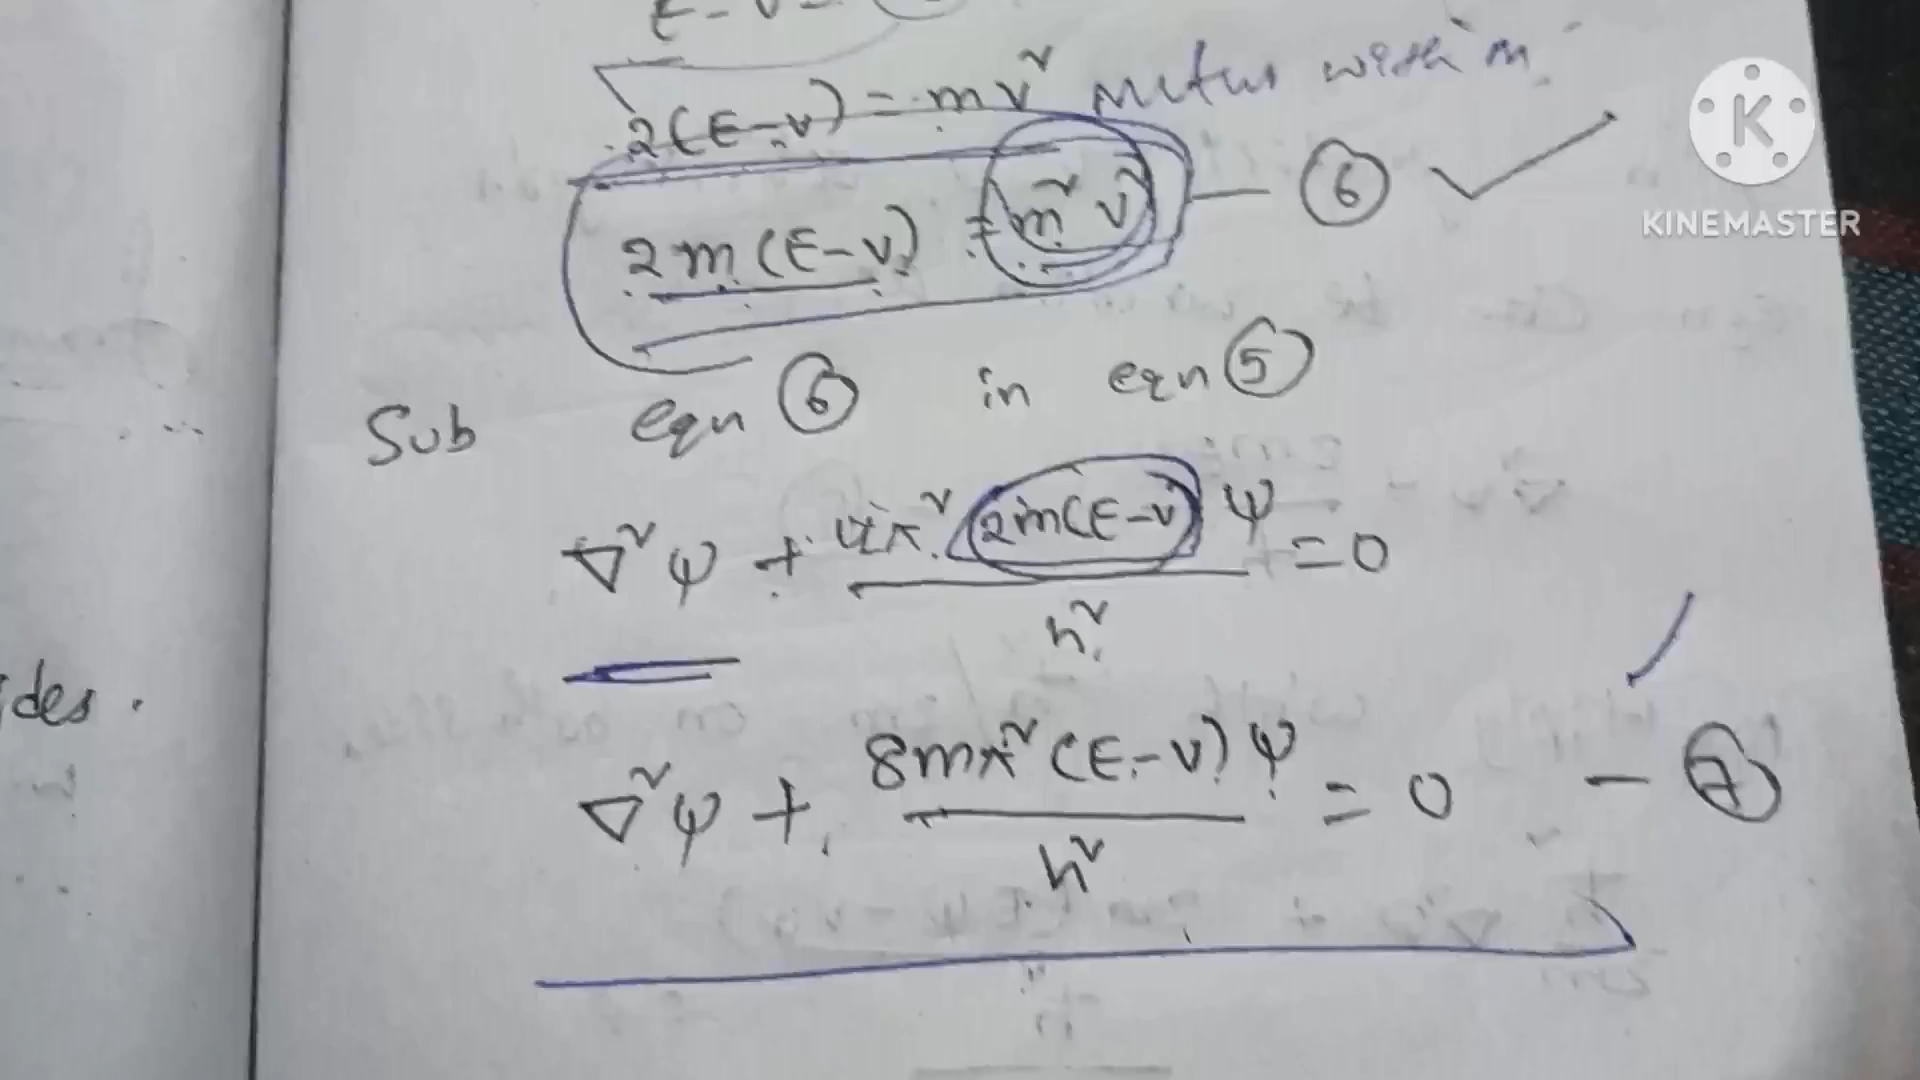 E - V =
2(E-V) = mv² with m
2m(E-V) = m²v² — ⑥
KINEMASTER
Sub eqn ⑥ in eqn ⑤
∇²ψ + 4π² 2m(E-V) ψ = 0
h²
des.
∇²ψ + 8mπ²(E-V)ψ = 0 — ⑦
h²